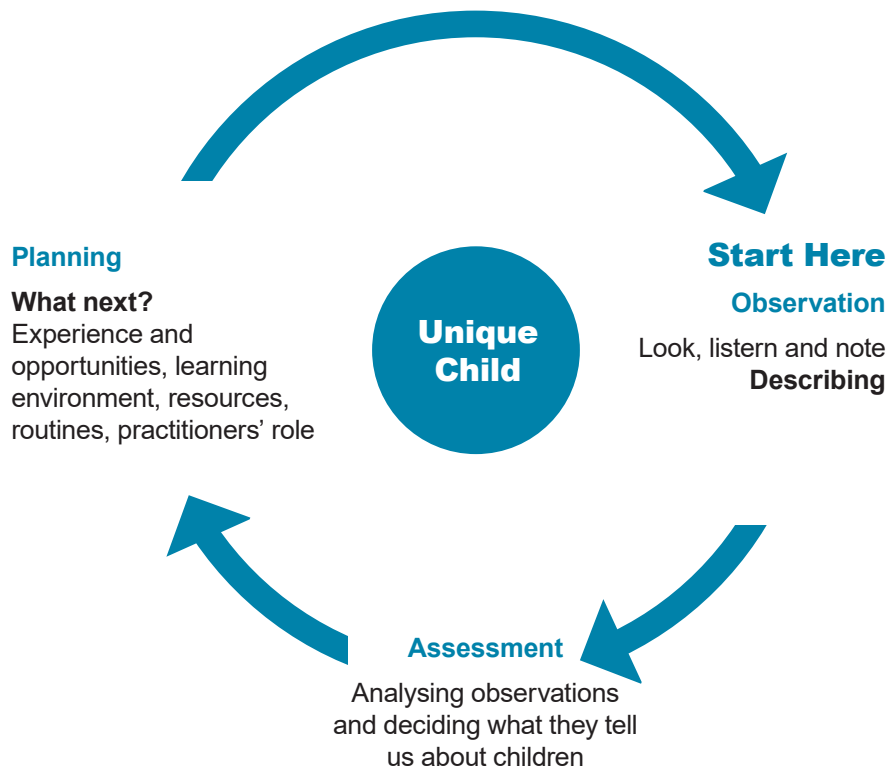 Start Here
Observation
Look, listern and note
Describing
Unique
Child
Planning
What next?
Experience and
opportunities, learning
environment, resources,
routines, practitioners’ role
Assessment
Analysing observations
and deciding what they tell
us about children